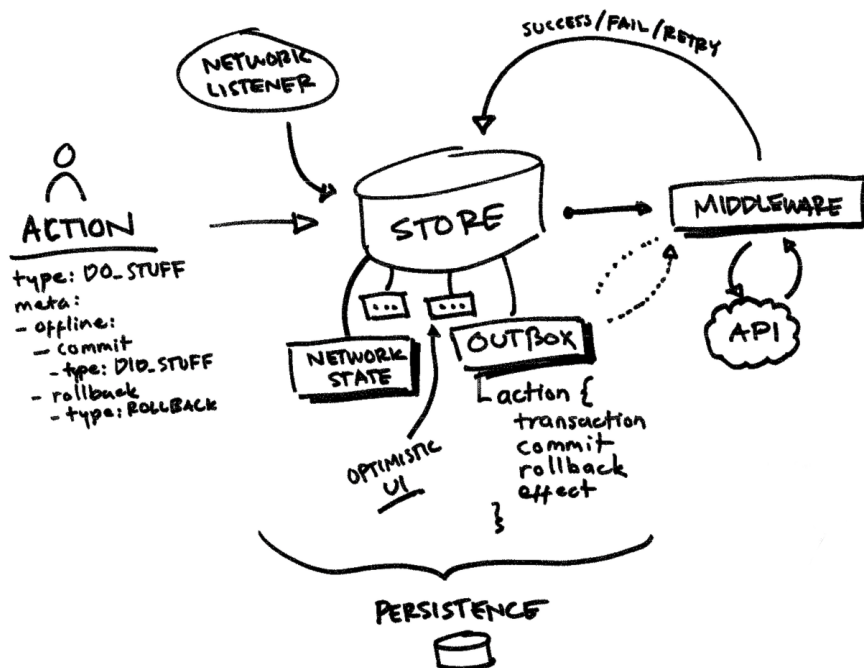 SUCCESS/FAIL/RETRY
NETWORK
LISTENER
ACTION
type: DO_STUFF
meta:
- offline:
- commit
- type: DID_STUFF
- rollback
- type: ROLLBACK
STORE
MIDDLEWARE
API
...
...
NETWORK
STATE
OUTBOX
action {
transaction
commit
rollback
effect
}
OPTIMISTIC
UI
PERSISTENCE